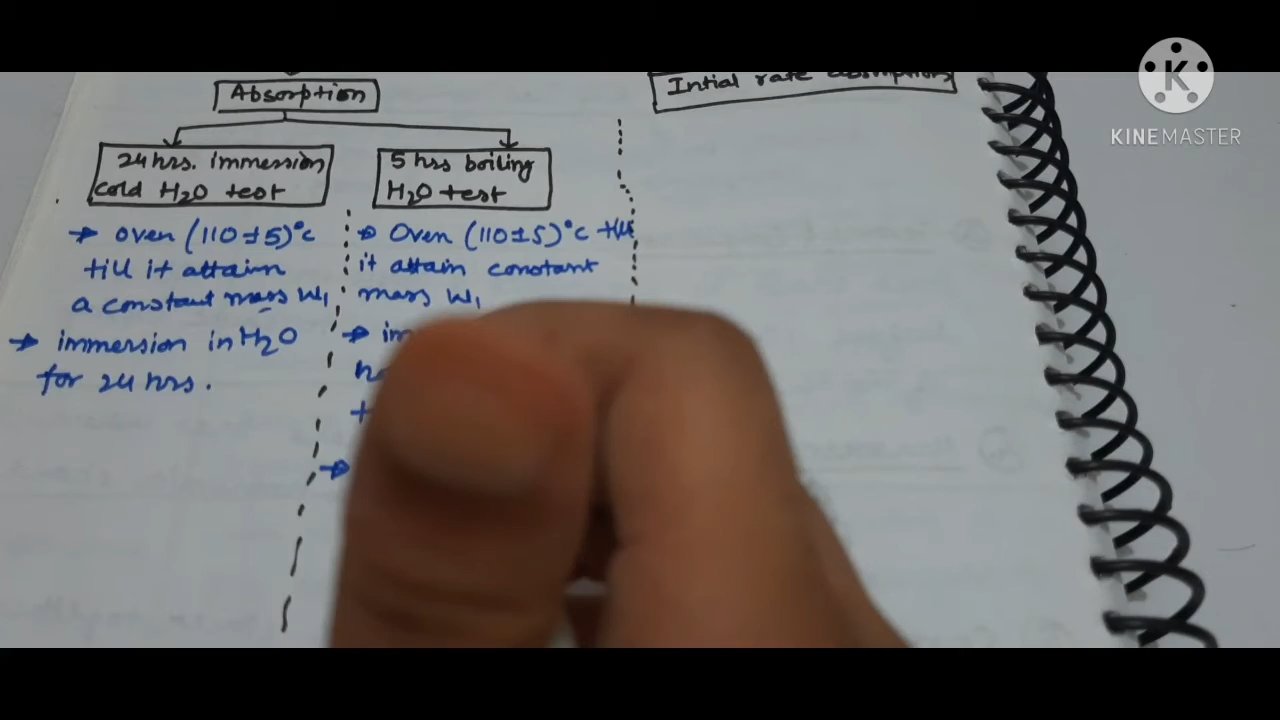 Absorption
Intial rate
24 hrs. immersion
cold H₂O test
5 hrs boiling
H₂O test
→ Oven (110±5)°C
till it attain
a constant mass W₁
→ immersion in H₂O
for 24 hrs.
→ Oven (110±5)°C till
it attain constant
mass W₁
→
→
K
KINEMASTER